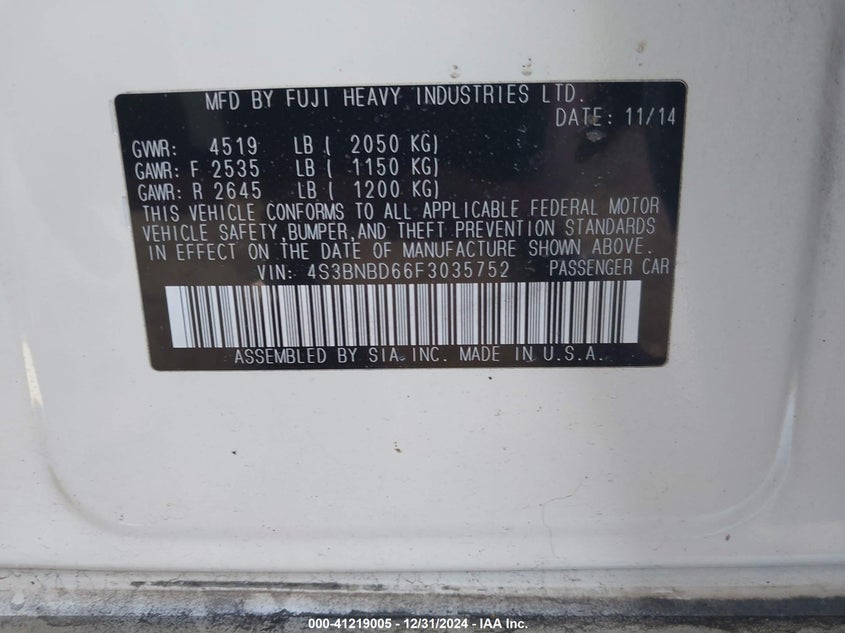 MFD BY FUJI HEAVY INDUSTRIES LTD.
DATE: 11/14
GVWR: 4519 LB ( 2050 KG)
GAWR: F 2535 LB ( 1150 KG)
GAWR: R 2645 LB ( 1200 KG)
THIS VEHICLE CONFORMS TO ALL APPLICABLE FEDERAL MOTOR
VEHICLE SAFETY,BUMPER,AND THEFT PREVENTION STANDARDS
IN EFFECT ON THE DATE OF MANUFACTURE SHOWN ABOVE.
VIN: 4S3BNBD66F3035752 PASSENGER CAR
ASSEMBLED BY SIA INC. MADE IN U.S.A.
000-41219005 - 12/31/2024 - IAA Inc.